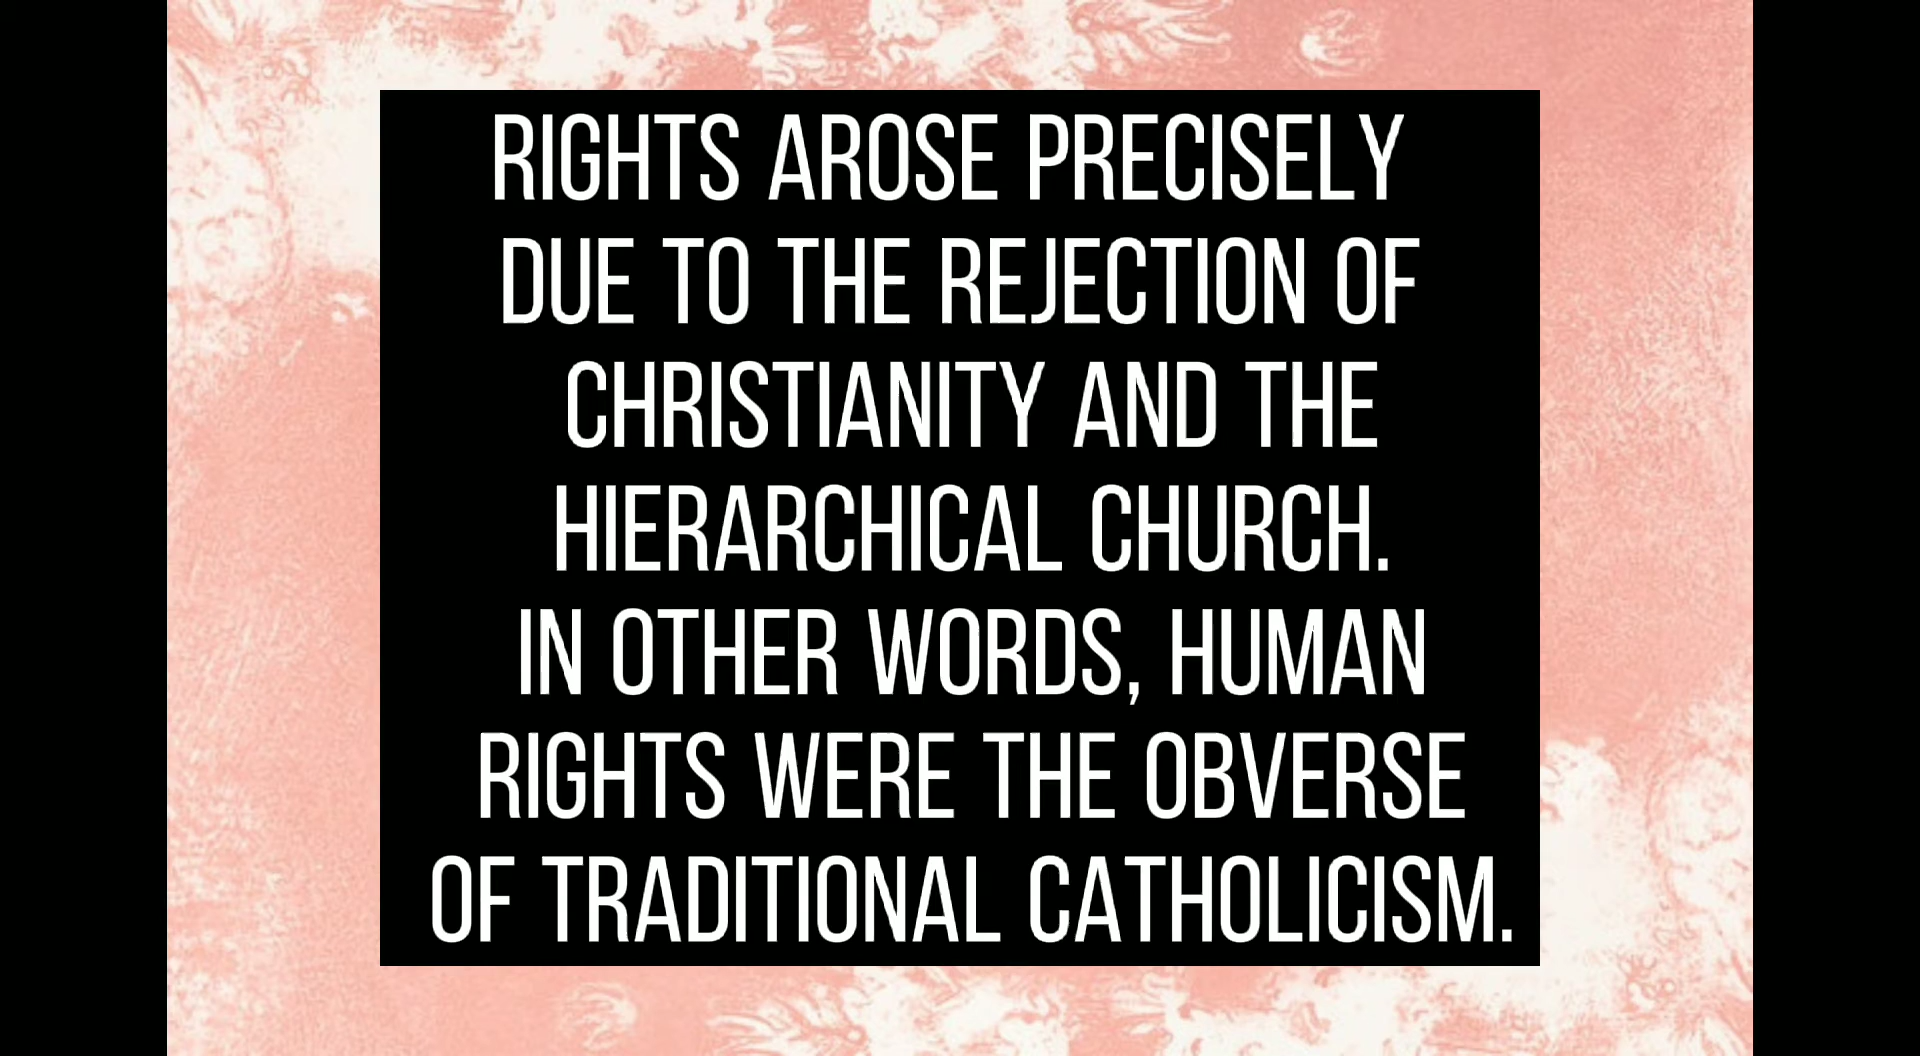 RIGHTS AROSE PRECISELY
DUE TO THE REJECTION OF
CHRISTIANITY AND THE
HIERARCHICAL CHURCH.
IN OTHER WORDS, HUMAN
RIGHTS WERE THE OBVERSE
OF TRADITIONAL CATHOLICISM.